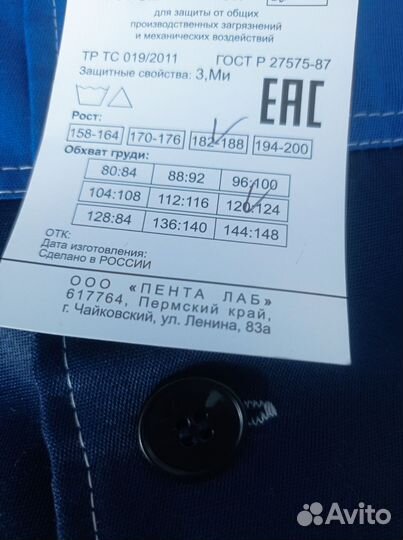 для защиты от общих
производственных загрязнений
и механических воздействий
ТР ТС 019/2011 ГОСТ Р 27575-87
Защитные свойства: З,Ми
EAC
Рост:
158-164 170-176 182-188 194-200
Обхват груди:
80:84 88:92 96:100
104:108 112:116 120:124
128:84 136:140 144:148
ОТК:
Дата изготовления:
Сделано в РОССИИ
ООО «ПЕНТА ЛАБ»
617764, Пермский край,
г. Чайковский, ул. Ленина, 83а
Avito